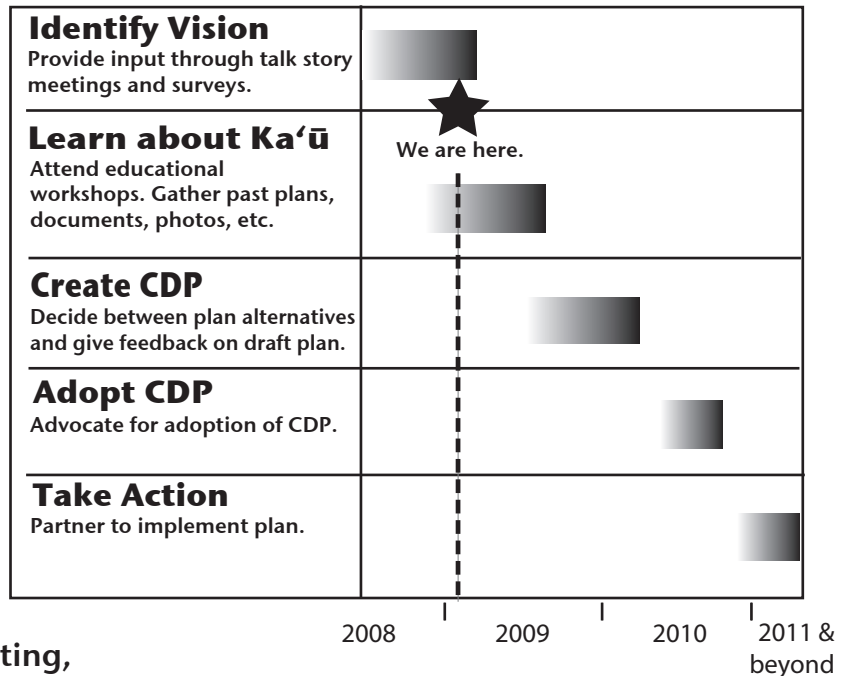 Identify Vision
Provide input through talk story
meetings and surveys.
Learn about Ka‘ū
Attend educational
workshops. Gather past plans,
documents, photos, etc.
We are here.
Create CDP
Decide between plan alternatives
and give feedback on draft plan.
Adopt CDP
Advocate for adoption of CDP.
Take Action
Partner to implement plan.
2008 2009 2010 2011 &
beyond
ting,